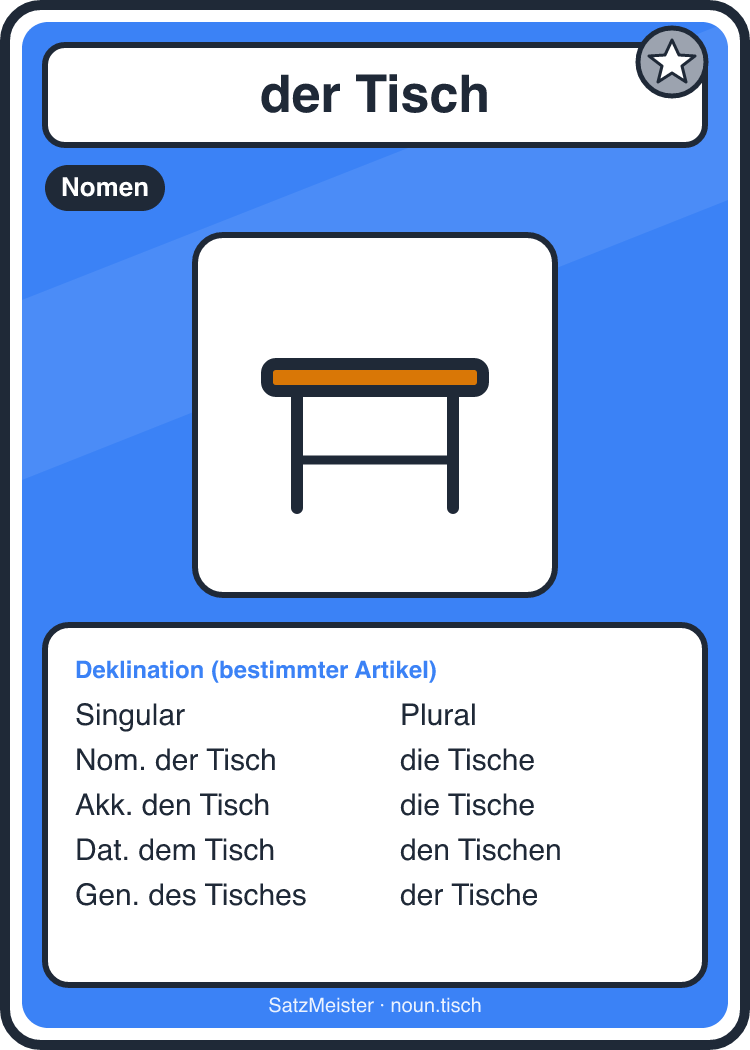 der Tisch
Nomen
Deklination (bestimmter Artikel)
Singular Plural
Nom. der Tisch die Tische
Akk. den Tisch die Tische
Dat. dem Tisch den Tischen
Gen. des Tisches der Tische
SatzMeister · noun.tisch